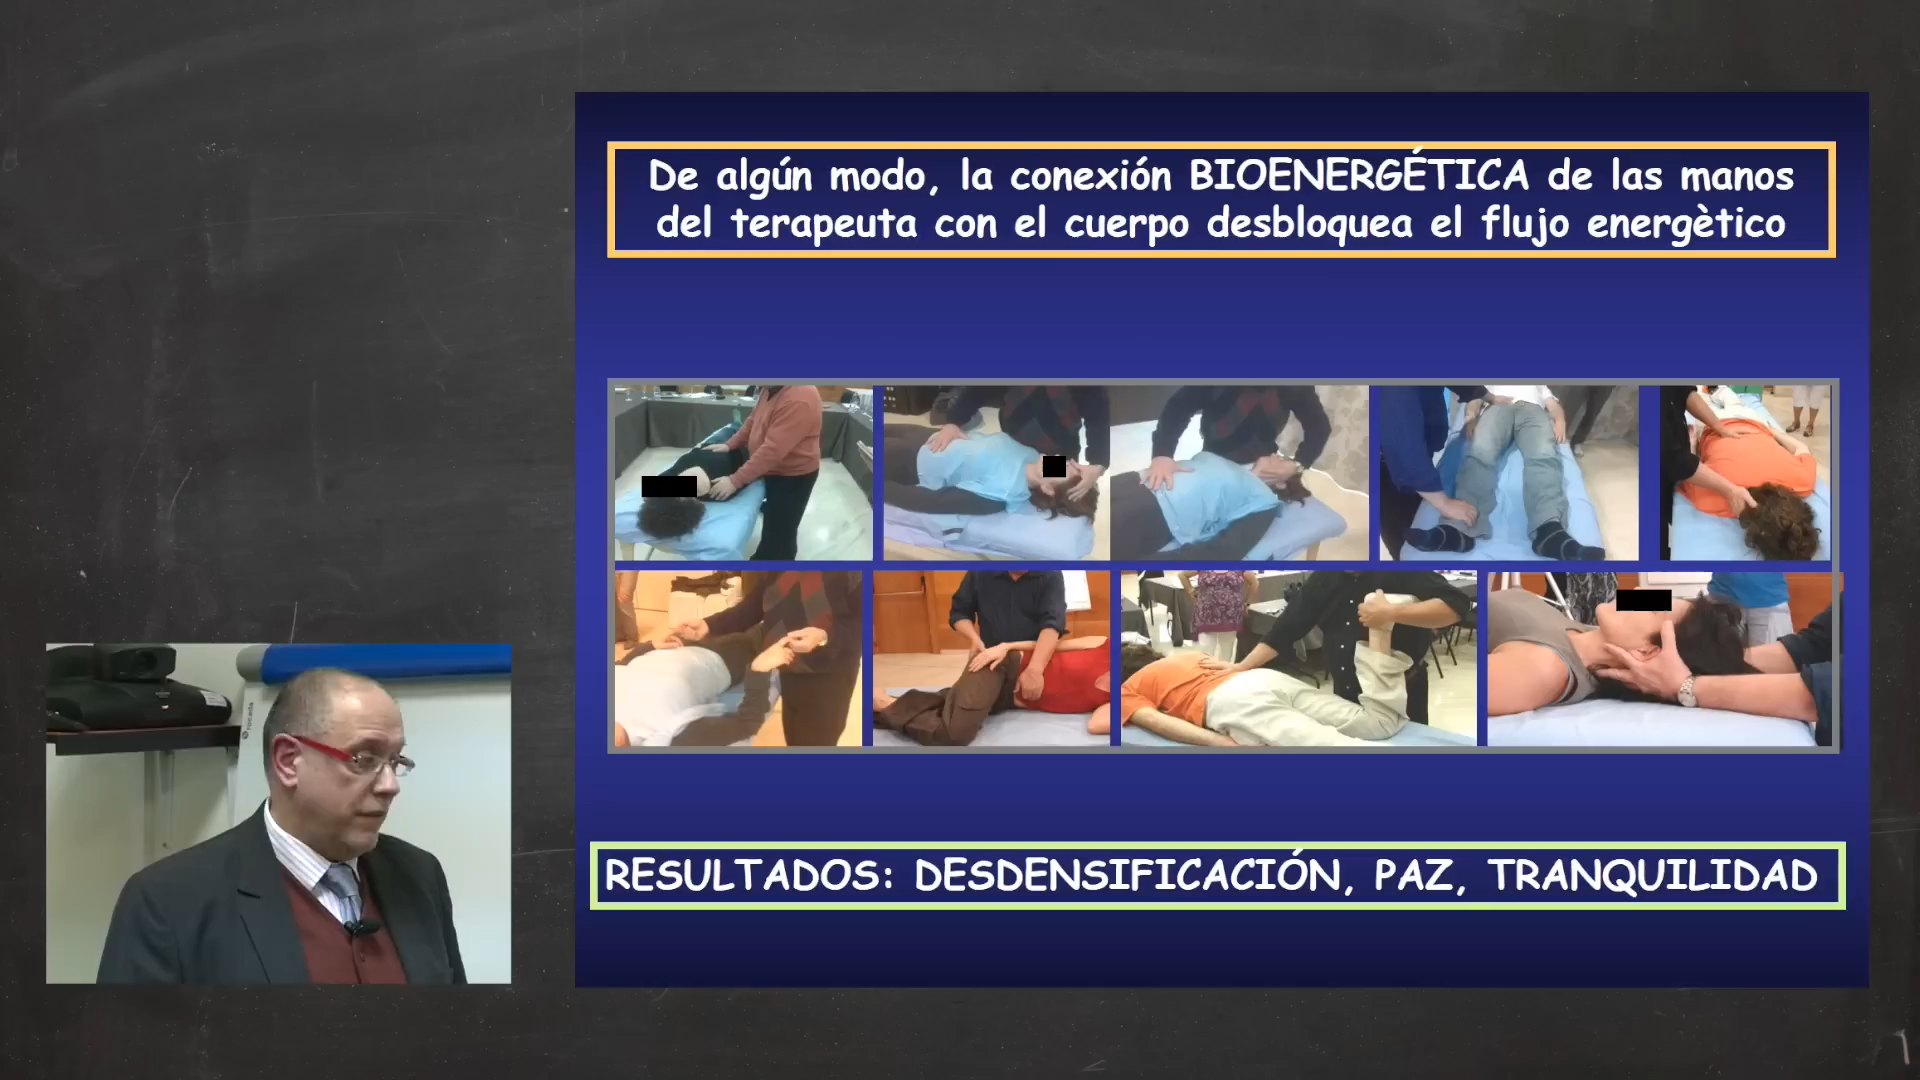 De algún modo, la conexión BIOENERGÉTICA de las manos
del terapeuta con el cuerpo desbloquea el flujo energètico
RESULTADOS: DESDENSIFICACIÓN, PAZ, TRANQUILIDAD